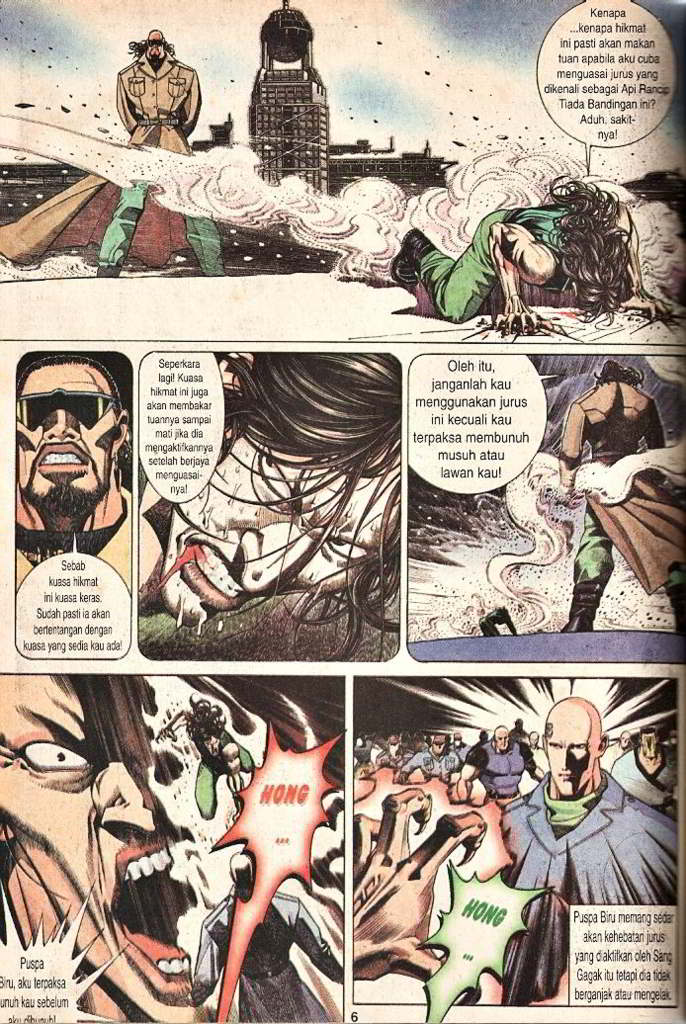 Kenapa
...kenapa hikmat
ini pasti akan makan
tuan apabila aku cuba
menguasai jurus yang
dikenali sebagai Api Rancip
Tiada Bandingan ini?
Aduh, sakit-
nya!
Sebab
kuasa hikmat
ini kuasa keras.
Sudah pasti ia akan
bertentangan dengan
kuasa yang sedia kau ada!
Seperkara
lagi! Kuasa
hikmat ini juga
akan membakar
tuannya sampai
mati jika dia
mengaktifkannya
setelah berjaya
menguasai-
nya!
Oleh itu,
janganlah kau
menggunakan jurus
ini kecuali kau
terpaksa membunuh
musuh atau
lawan kau!
HONG
...
Puspa
Biru, aku terpaksa
unuh kau sebelum
aku dibunuh!
HONG
...
Puspa Biru memang sedar
akan kehebatan jurus
yang diaktifkan oleh Sang
Gagak itu tetapi dia tidak
berganjak atau mengelak.
6